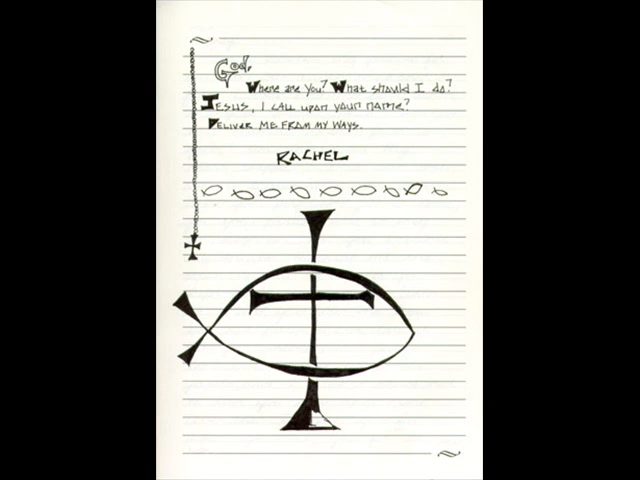 God,
Where are you? What should I do?
Jesus, I call upon your name?
Deliver me from my ways.
Rachel